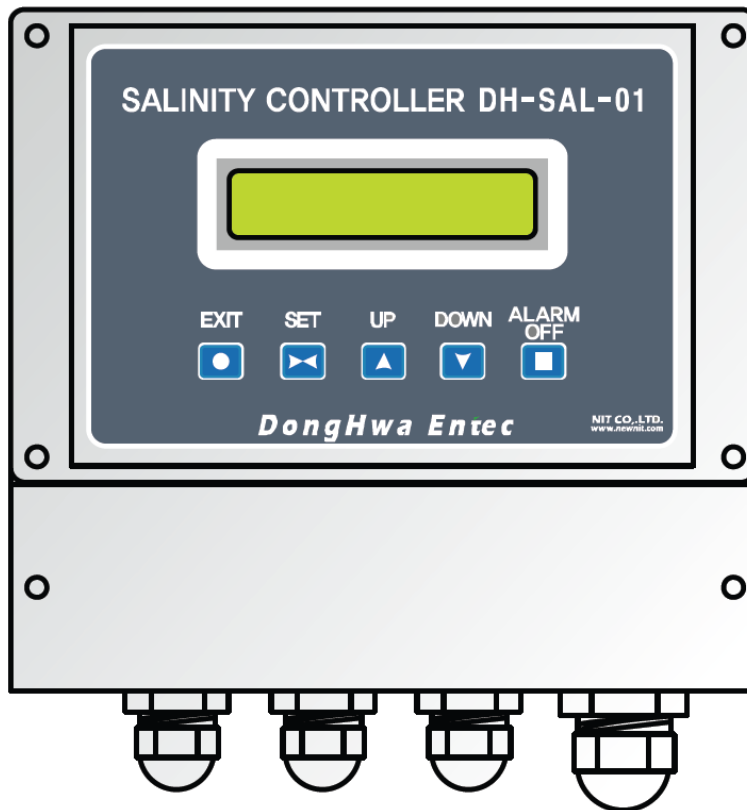 SALINITY CONTROLLER DH-SAL-01
EXIT SET UP DOWN ALARM OFF
DongHwa Entec
NIT CO,.LTD.
www.newnit.com